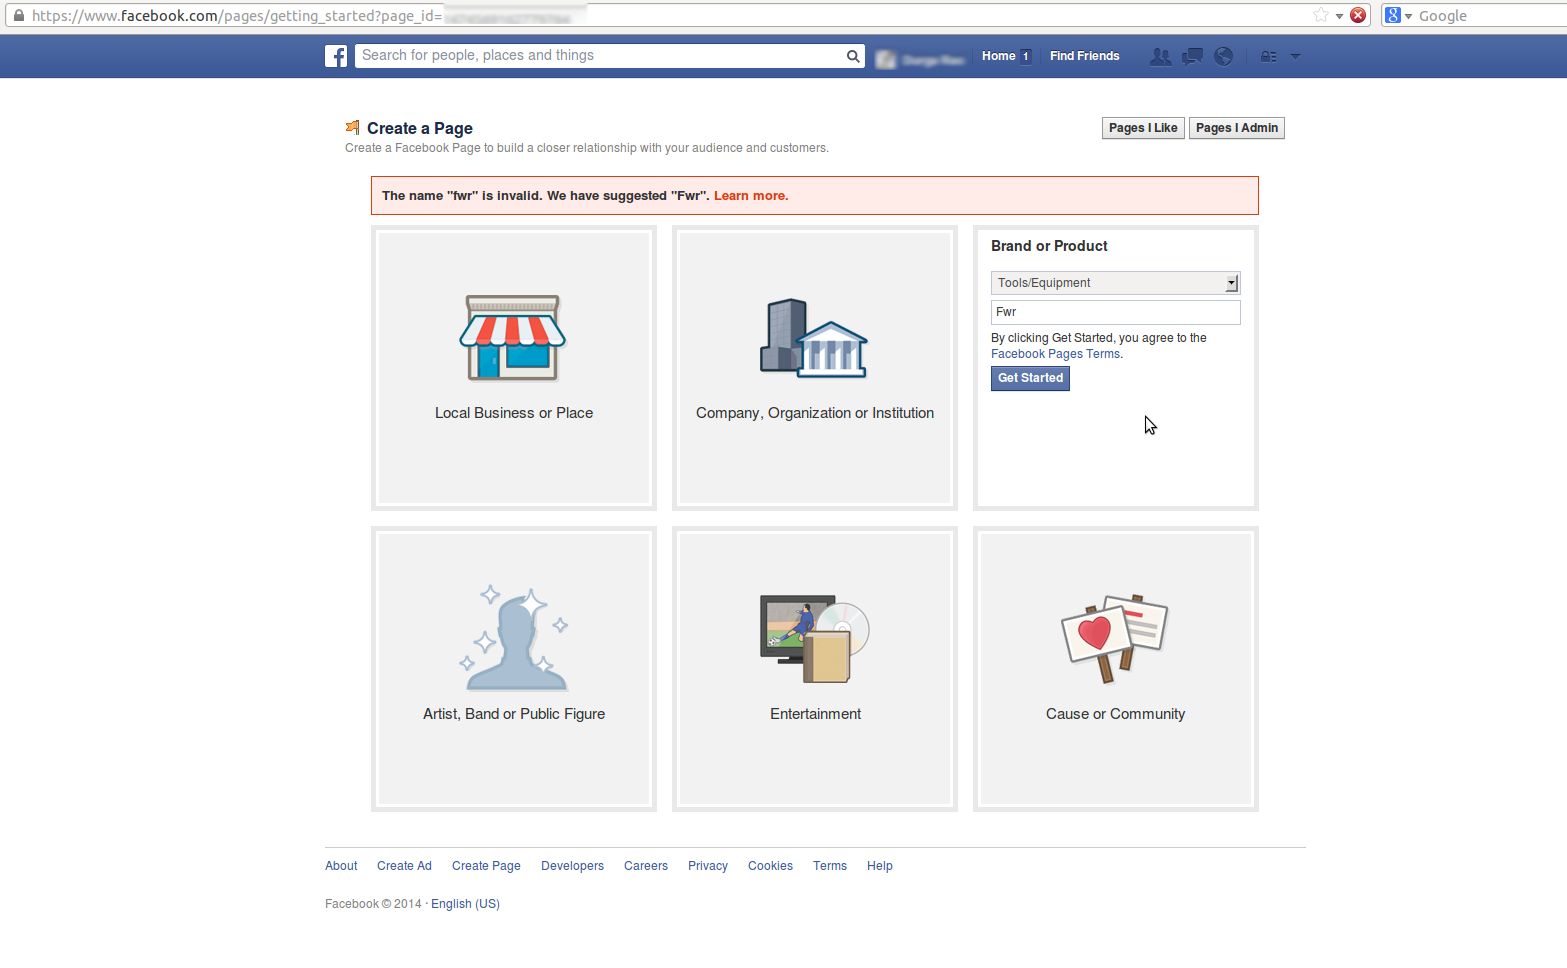 https://www.facebook.com/pages/getting_started?page_id=
Google
Search for people, places and things
Home 1
Find Friends
Create a Page
Create a Facebook Page to build a closer relationship with your audience and customers.
Pages I Like
Pages I Admin
The name "fwr" is invalid. We have suggested "Fwr". Learn more.
Local Business or Place
Company, Organization or Institution
Brand or Product
Tools/Equipment
Fwr
By clicking Get Started, you agree to the
Facebook Pages Terms.
Get Started
Artist, Band or Public Figure
Entertainment
Cause or Community
About Create Ad Create Page Developers Careers Privacy Cookies Terms Help
Facebook © 2014 · English (US)